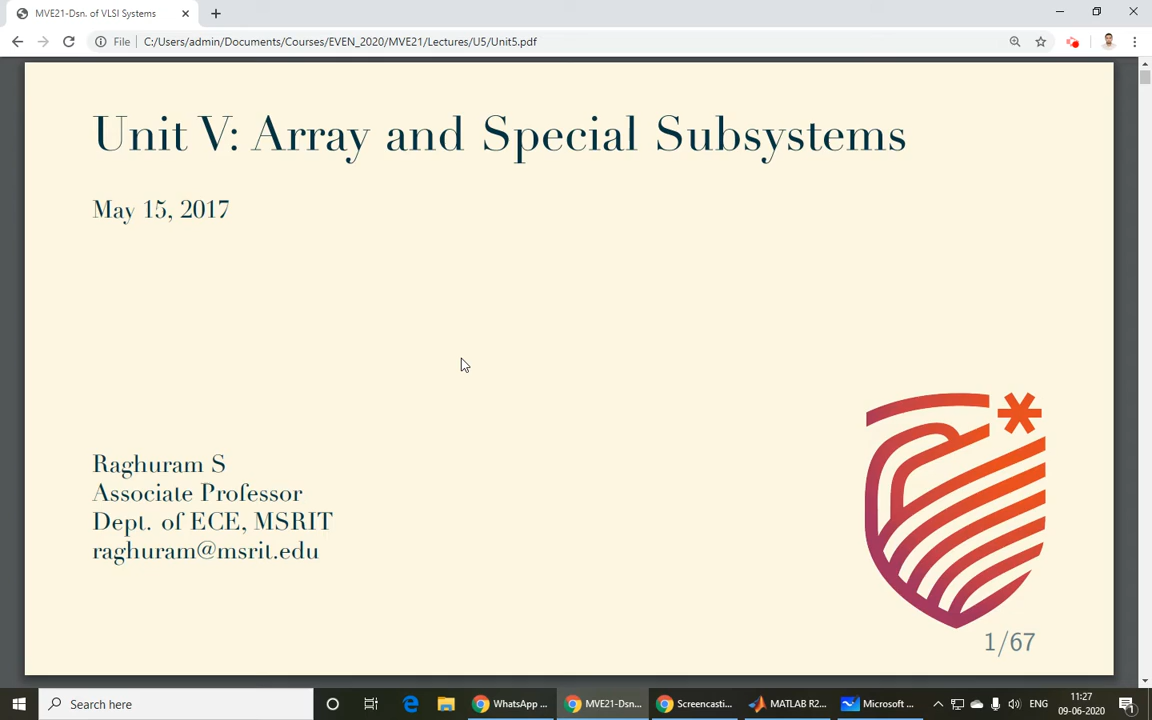 MVE21-Dsn. of VLSI Systems
File
C:/Users/admin/Documents/Courses/EVEN_2020/MVE21/Lectures/U5/Unit5.pdf
Unit V: Array and Special Subsystems
May 15, 2017
Raghuram S
Associate Professor
Dept. of ECE, MSRIT
raghuram@msrit.edu
1/67
Search here
WhatsApp ...
MVE21-Dsn...
Screencasti...
MATLAB R2...
Microsoft ...
ENG
11:27
09-06-2020
1